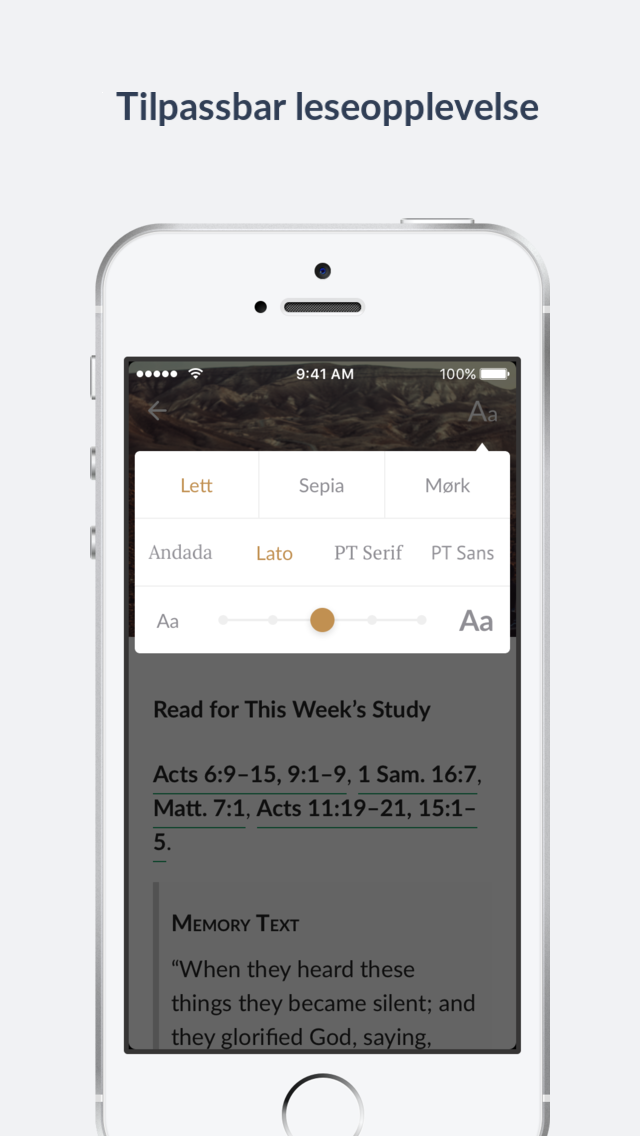 Tilpassbar leseopplevelse
9:41 AM 100%
Aa
Lett Sepia Mørk
Andada Lato PT Serif PT Sans
Aa Aa
Read for This Week’s Study
Acts 6:9–15, 9:1–9, 1 Sam. 16:7,
Matt. 7:1, Acts 11:19–21, 15:1–
5.
Memory Text
“When they heard these
things they became silent; and
they glorified God, saying,